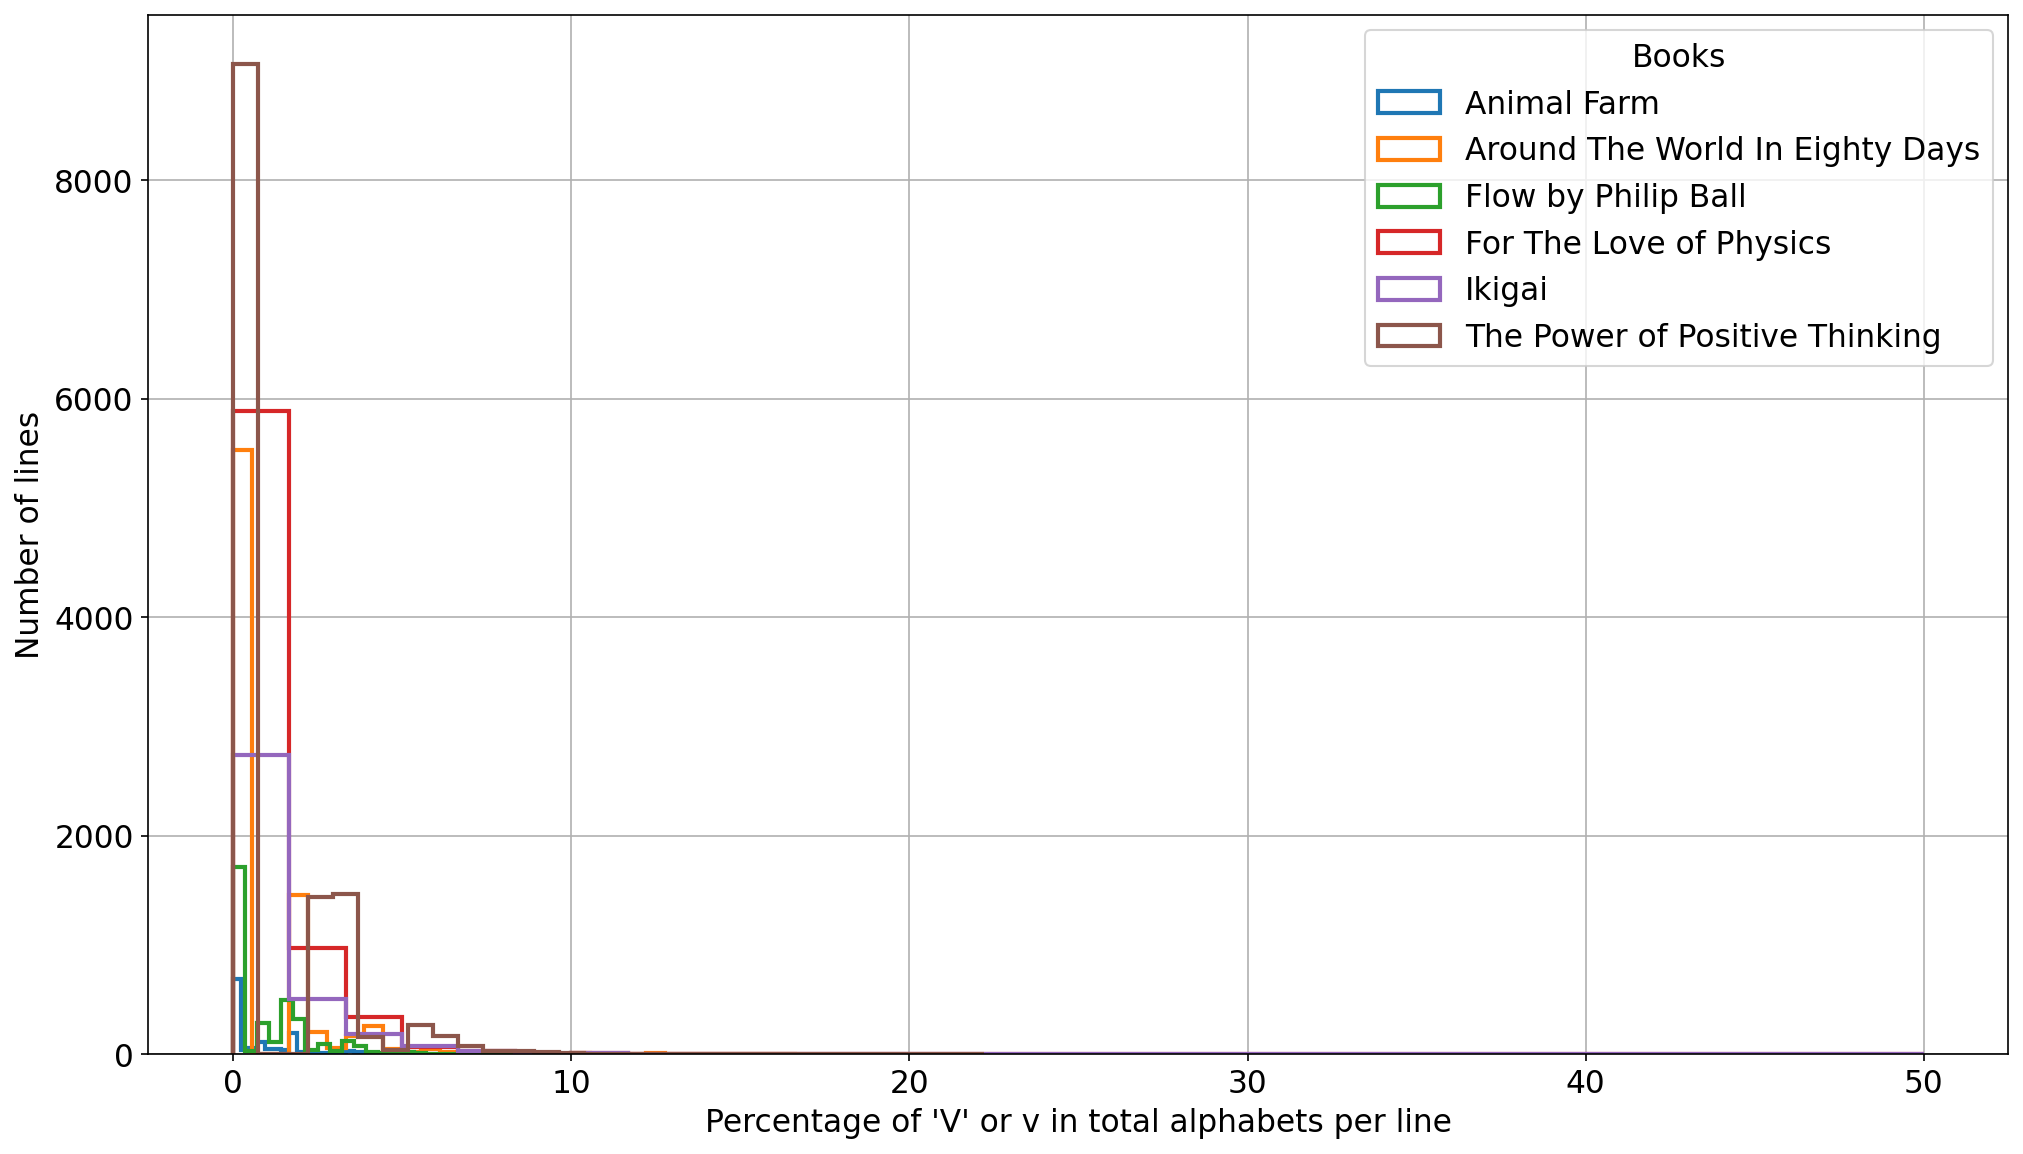 Books
Animal Farm
Around The World In Eighty Days
Flow by Philip Ball
For The Love of Physics
Ikigai
The Power of Positive Thinking
Number of lines
8000
6000
4000
2000
0
0 10 20 30 40 50
Percentage of 'V' or v in total alphabets per line